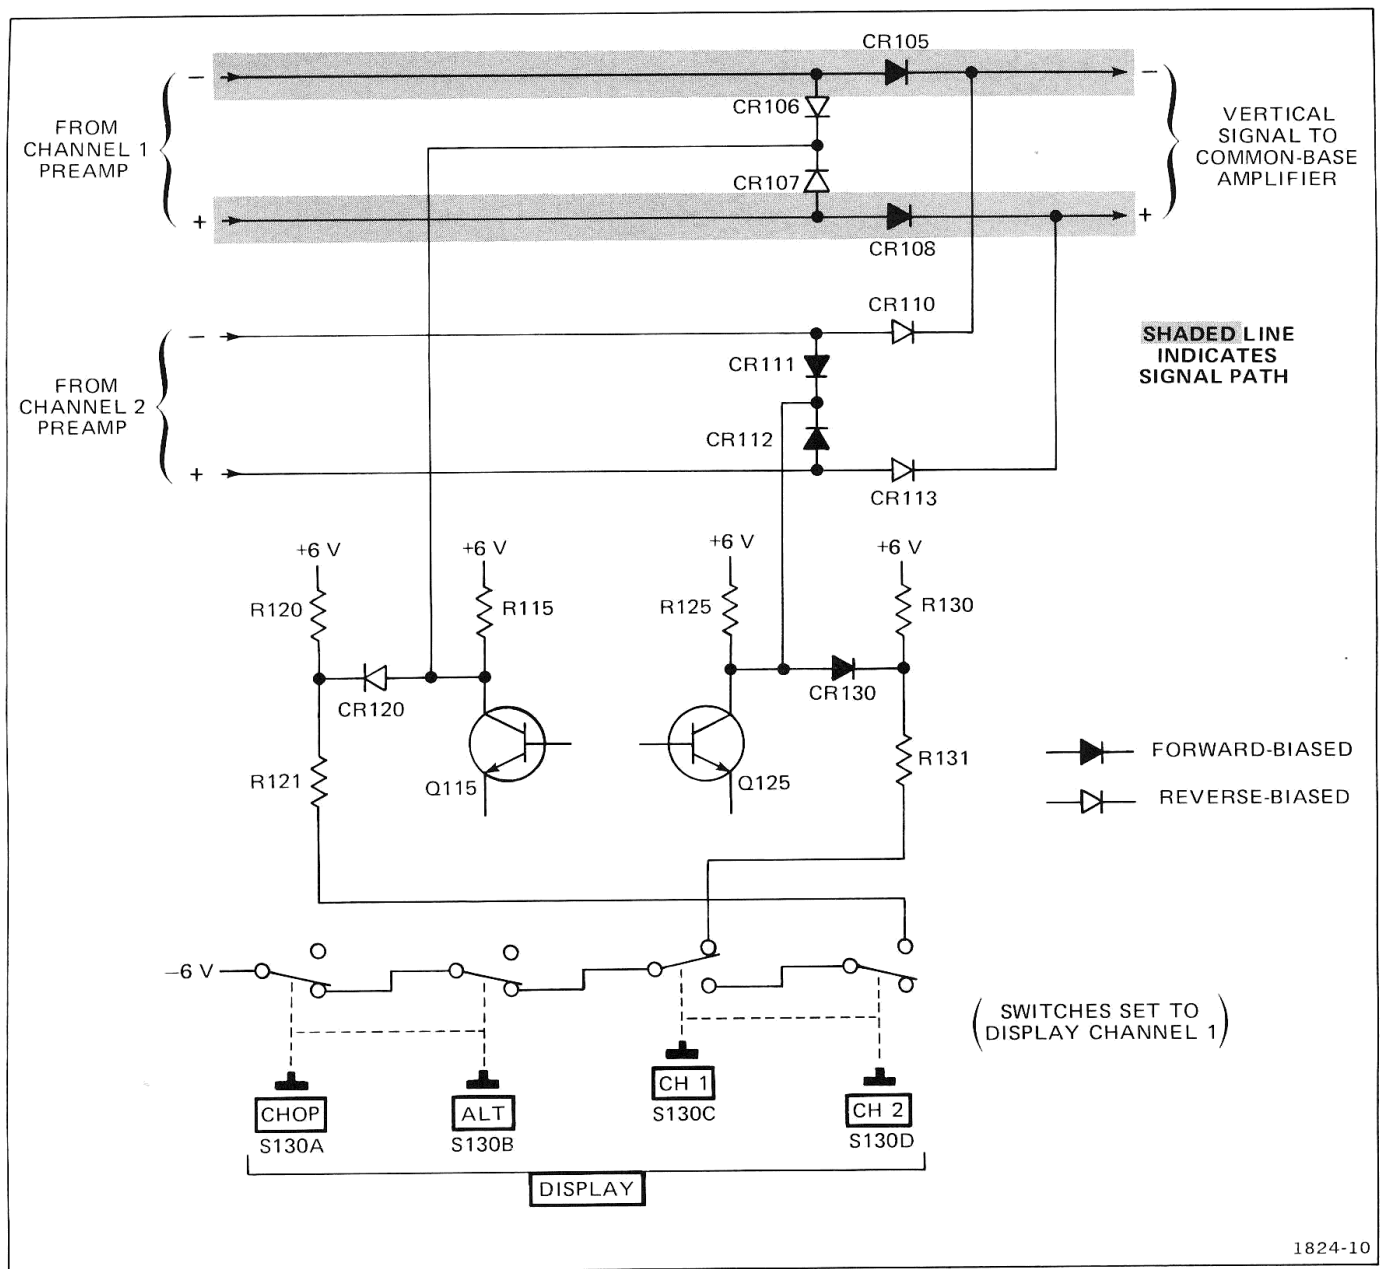 CR105
FROM
CHANNEL 1
PREAMP
−
CR106
CR107
+
CR108
−
VERTICAL
SIGNAL TO
COMMON-BASE
AMPLIFIER
+
CR110
FROM
CHANNEL 2
PREAMP
−
CR111
CR112
+
CR113
SHADED LINE
INDICATES
SIGNAL PATH
+6 V
+6 V
+6 V
+6 V
R120
R115
R125
R130
CR120
CR130
R121
Q115
Q125
R131
FORWARD-BIASED
REVERSE-BIASED
−6 V
(SWITCHES SET TO
DISPLAY CHANNEL 1)
CHOP
S130A
ALT
S130B
CH 1
S130C
CH 2
S130D
DISPLAY
1824-10